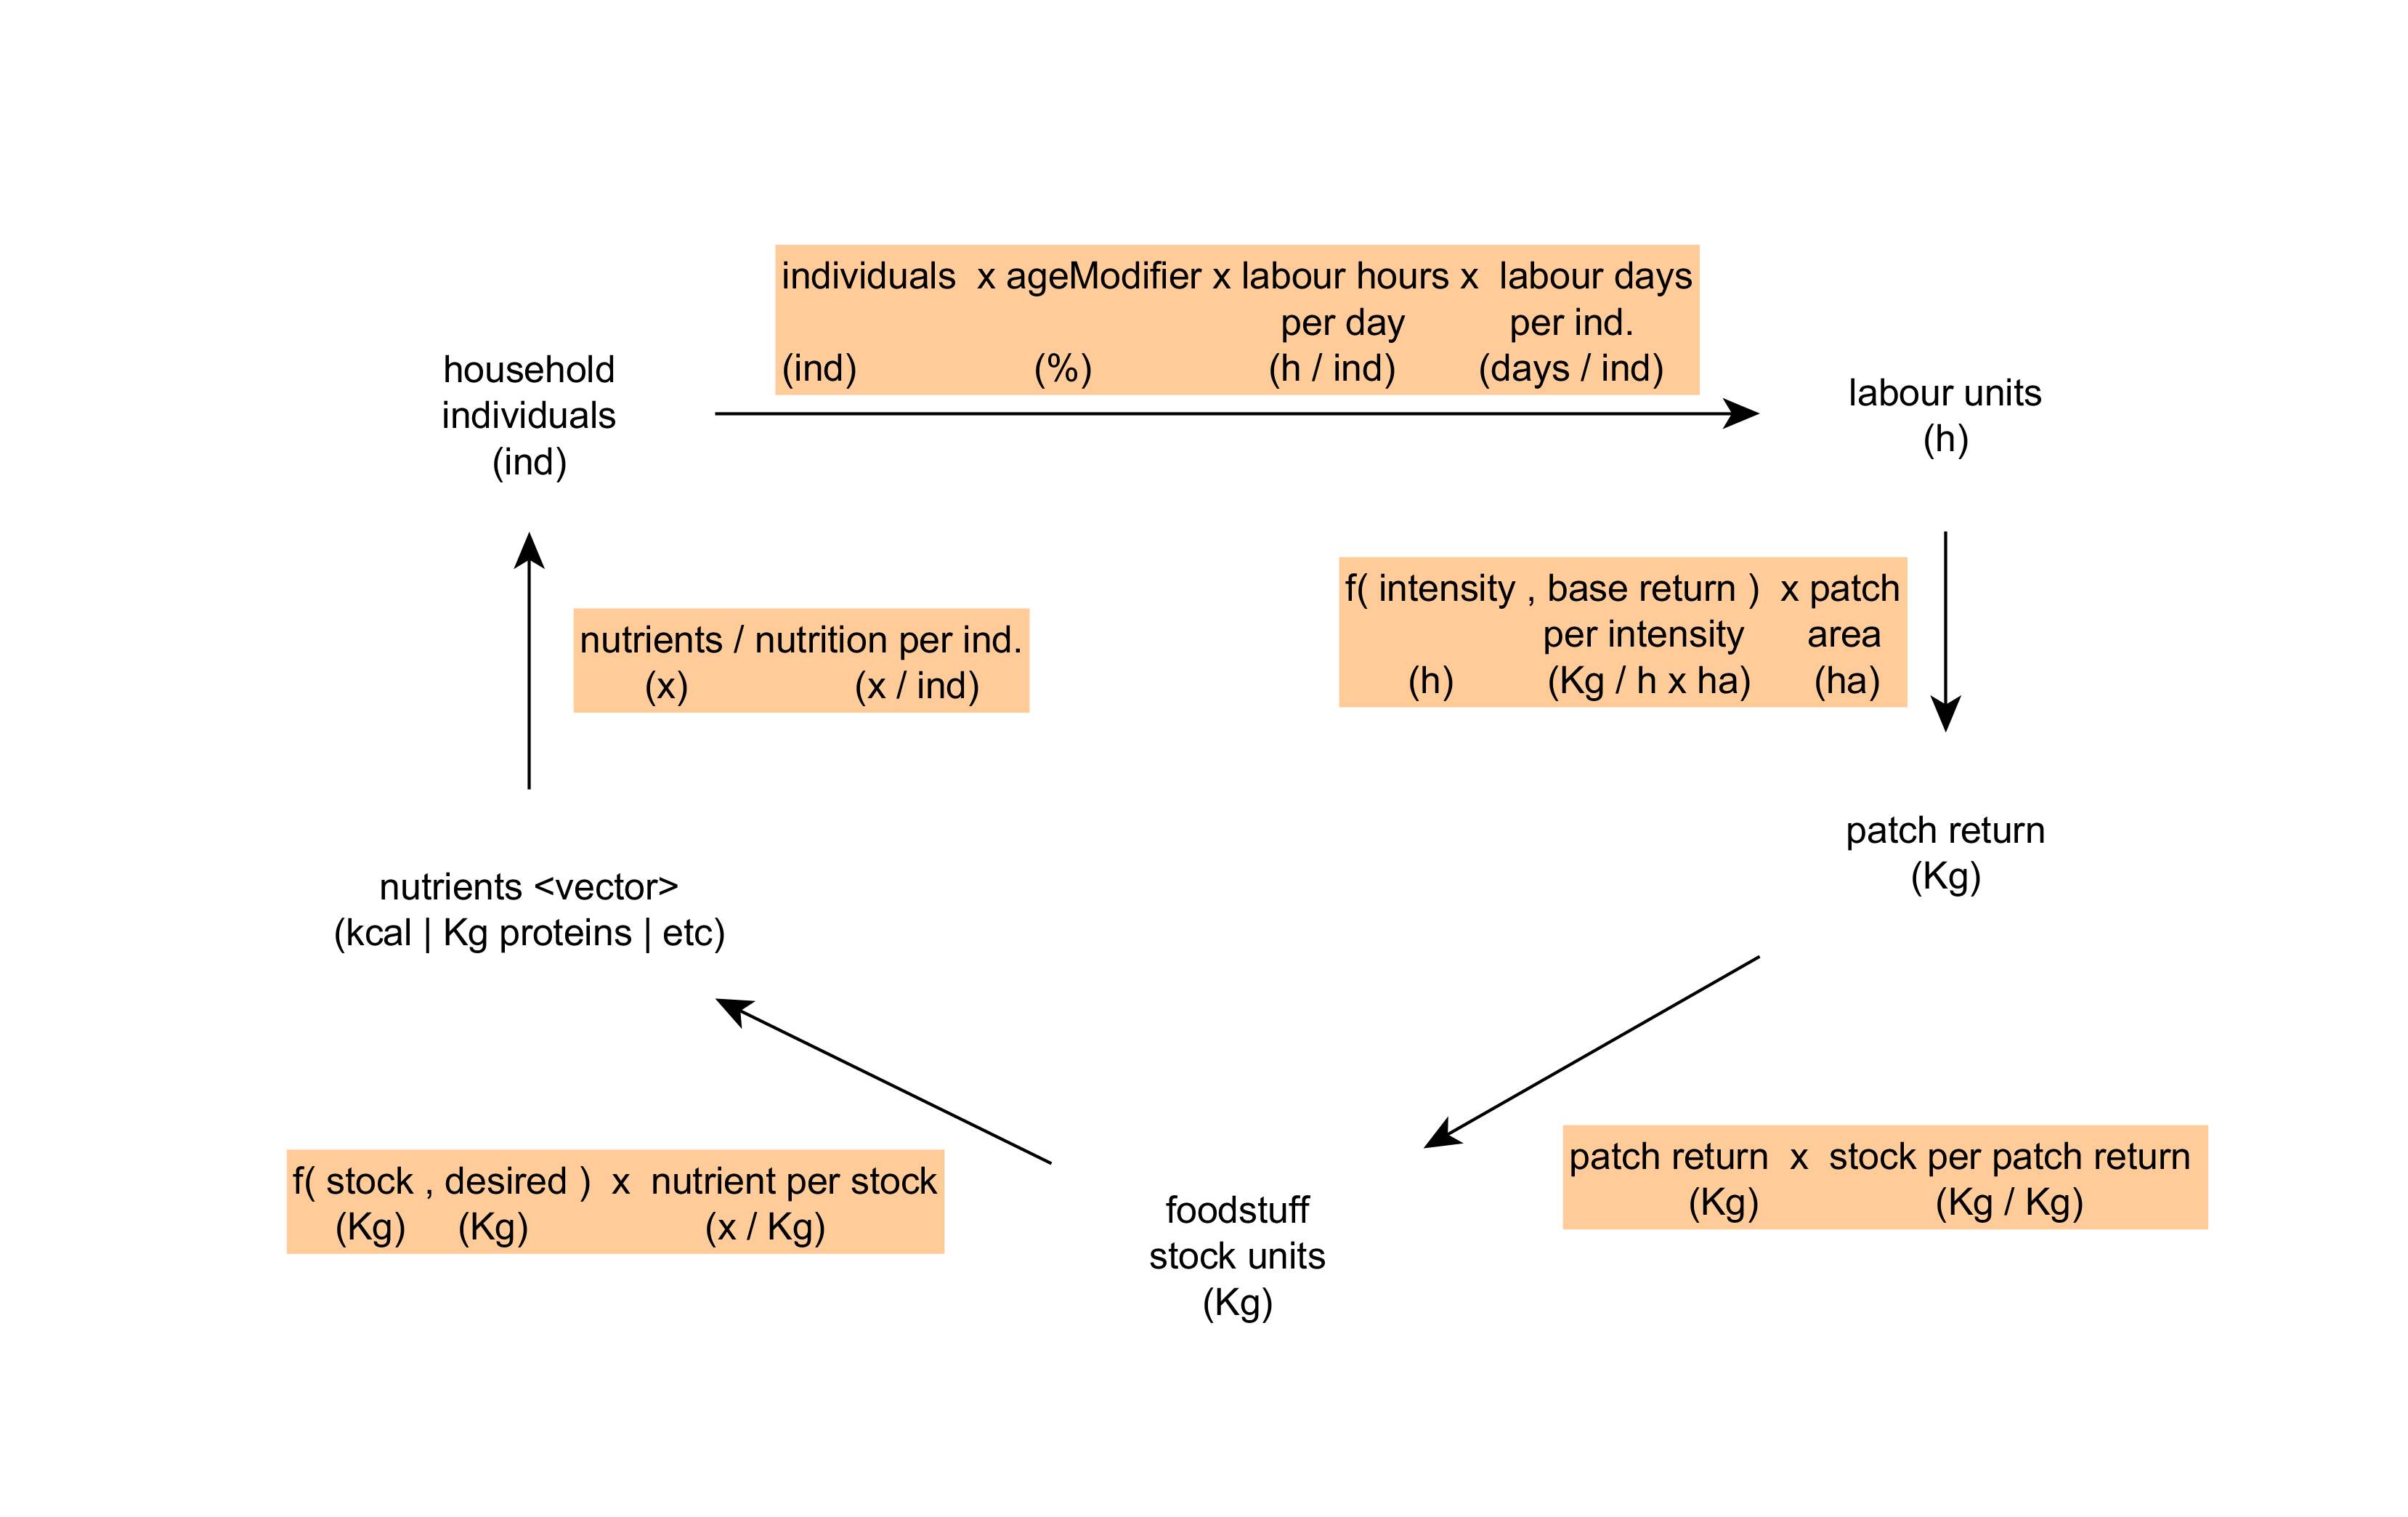 individuals  x ageModifier x labour hours x  labour days
per day per ind.
(ind) (%) (h / ind) (days / ind)
household
individuals
(ind)
labour units
(h)
f( intensity , base return )  x patch
per intensity area
(h) (Kg / h x ha) (ha)
nutrients / nutrition per ind.
(x) (x / ind)
patch return
(Kg)
nutrients <vector>
(kcal | Kg proteins | etc)
patch return  x  stock per patch return
(Kg) (Kg / Kg)
f( stock , desired )  x  nutrient per stock
(Kg) (Kg) (x / Kg)
foodstuff
stock units
(Kg)